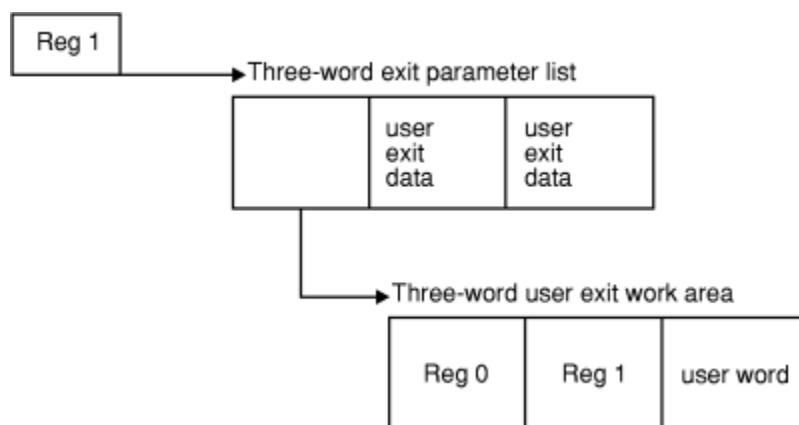 Reg 1
Three-word exit parameter list
user
exit
data
user
exit
data
Three-word user exit work area
Reg 0
Reg 1
user word